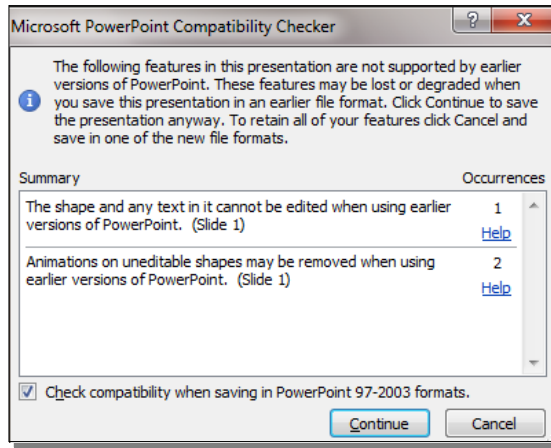 Microsoft PowerPoint Compatibility Checker
The following features in this presentation are not supported by earlier
versions of PowerPoint. These features may be lost or degraded when
you save this presentation in an earlier file format. Click Continue to save
the presentation anyway. To retain all of your features click Cancel and
save in one of the new file formats.
Summary Occurrences
The shape and any text in it cannot be edited when using earlier 1
versions of PowerPoint. (Slide 1) Help
Animations on uneditable shapes may be removed when using 2
earlier versions of PowerPoint. (Slide 1) Help
Check compatibility when saving in PowerPoint 97-2003 formats.
Continue Cancel